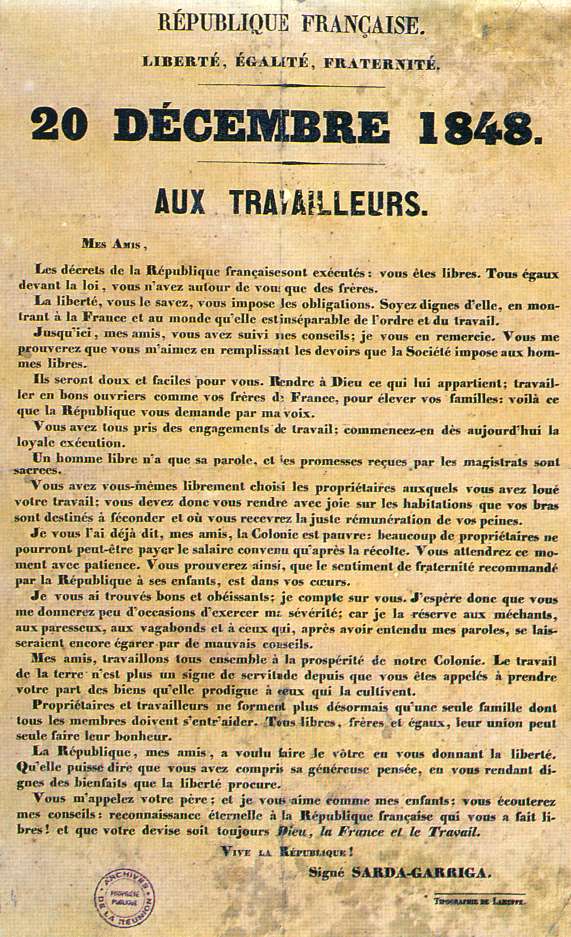 RÉPUBLIQUE FRANÇAISE.
LIBERTÉ, ÉGALITÉ, FRATERNITÉ.
20 DÉCEMBRE 1848.
AUX TRAVAILLEURS.
MES AMIS,
Les décrets de la République françaisesont exécutés : vous êtes libres. Tous égaux
devant la loi, vous n'avez autour de vous que des frères.
La liberté, vous le savez, vous impose les obligations. Soyez dignes d'elle, en mon-
trant à la France et au monde qu'elle est inséparable de l'ordre et du travail.
Jusqu'ici, mes amis, vous avez suivi mes conseils; je vous en remercie. Vous me
prouverez que vous m'aimez en remplissant les devoirs que la Société impose aux hom-
mes libres.
Ils seront doux et faciles pour vous. Rendre à Dieu ce qui lui appartient; travail-
ler en bons ouvriers comme vos frères de France, pour élever vos familles: voilà ce
que la République vous demande par ma voix.
Vous avez tous pris des engagements de travail: commencez-en dès aujourd'hui la
loyale exécution.
Un homme libre n'a que sa parole, et les promesses reçues par les magistrats sont
sacrées.
Vous avez vous-mêmes librement choisi les propriétaires auxquels vous avez loué
votre travail: vous devez donc vous rendre avec joie sur les habitations que vos bras
sont destinés à féconder et où vous recevrez la juste rémunération de vos peines.
Je vous l'ai déjà dit, mes amis, la Colonie est pauvre: beaucoup de propriétaires ne
pourront peut-être payer le salaire convenu qu'après la récolte. Vous attendrez ce mo-
ment avec patience. Vous prouverez ainsi, que le sentiment de fraternité recommandé
par la République à ses enfants, est dans vos cœurs.
Je vous ai trouvés bons et obéissants; je compte sur vous. J'espère donc que vous
me donnerez peu d'occasions d'exercer ma sévérité; car je la réserve aux méchants,
aux paresseux, aux vagabonds et à ceux qui, après avoir entendu mes paroles, se lais-
seraient encore égarer par de mauvais conseils.
Mes amis, travaillons tous ensemble à la prospérité de notre Colonie. Le travail
de la terre n'est plus un signe de servitude depuis que vous êtes appelés à prendre
votre part des biens qu'elle prodigue à ceux qui la cultivent.
Propriétaires et travailleurs ne forment plus désormais qu'une seule famille dont
tous les membres doivent s'entr'aider. Tous libres, frères et égaux, leur union peut
seule faire leur bonheur.
La République, mes amis, a voulu faire le vôtre en vous donnant la liberté.
Qu'elle puisse dire que vous avez compris sa généreuse pensée, en vous rendant di-
gnes des bienfaits que la liberté procure.
Vous m'appelez votre père; et je vous aime comme mes enfants; vous écouterez
mes conseils: reconnaissance éternelle à la République française qui vous a fait li-
bres! et que votre devise soit toujours Dieu, la France et le Travail.
VIVE LA RÉPUBLIQUE!
Signé SARDA-GARRIGA.
TYPOGRAPHIE DE LAHUPPE.
ARCHIVES
PROPRIÉTÉ
PUBLIQUE
DE LA RÉUNION